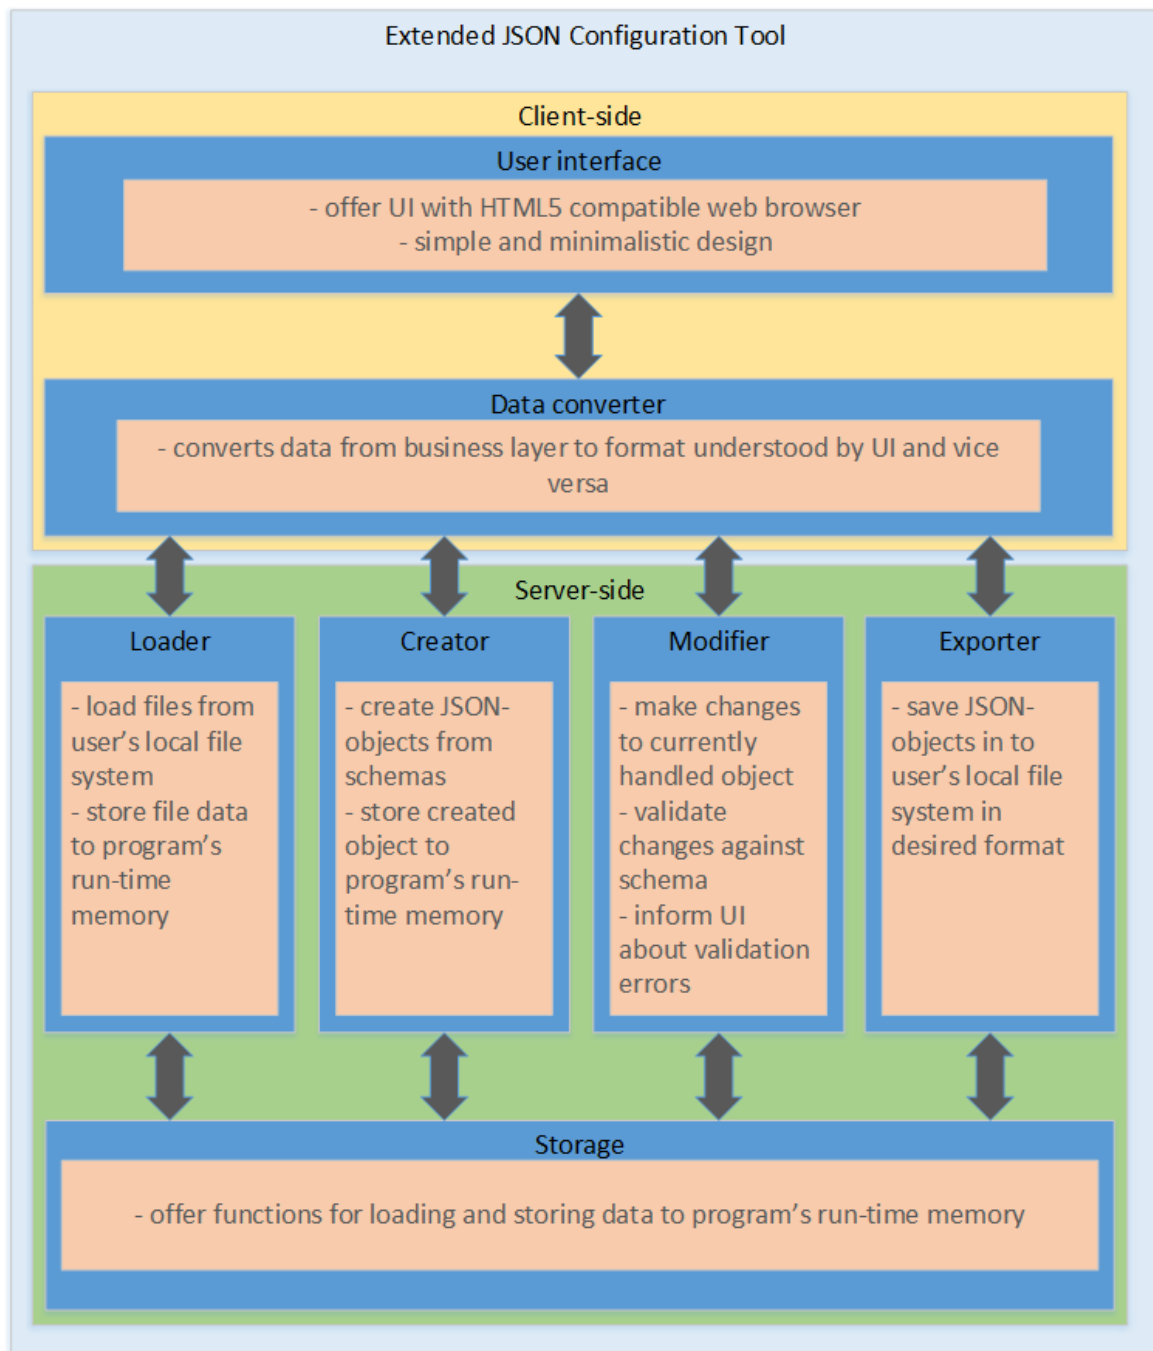 Extended JSON Configuration Tool
Client-side
User interface
- offer UI with HTML5 compatible web browser
- simple and minimalistic design
Data converter
- converts data from business layer to format understood by UI and vice
versa
Server-side
Loader
- load files from
user's local file
system
- store file data
to program's
run-time
memory
Creator
- create JSON-
objects from
schemas
- store created
object to
program's run-
time memory
Modifier
- make changes
to currently
handled object
- validate
changes against
schema
- inform UI
about validation
errors
Exporter
- save JSON-
objects in to
user's local file
system in
desired format
Storage
- offer functions for loading and storing data to program's run-time memory